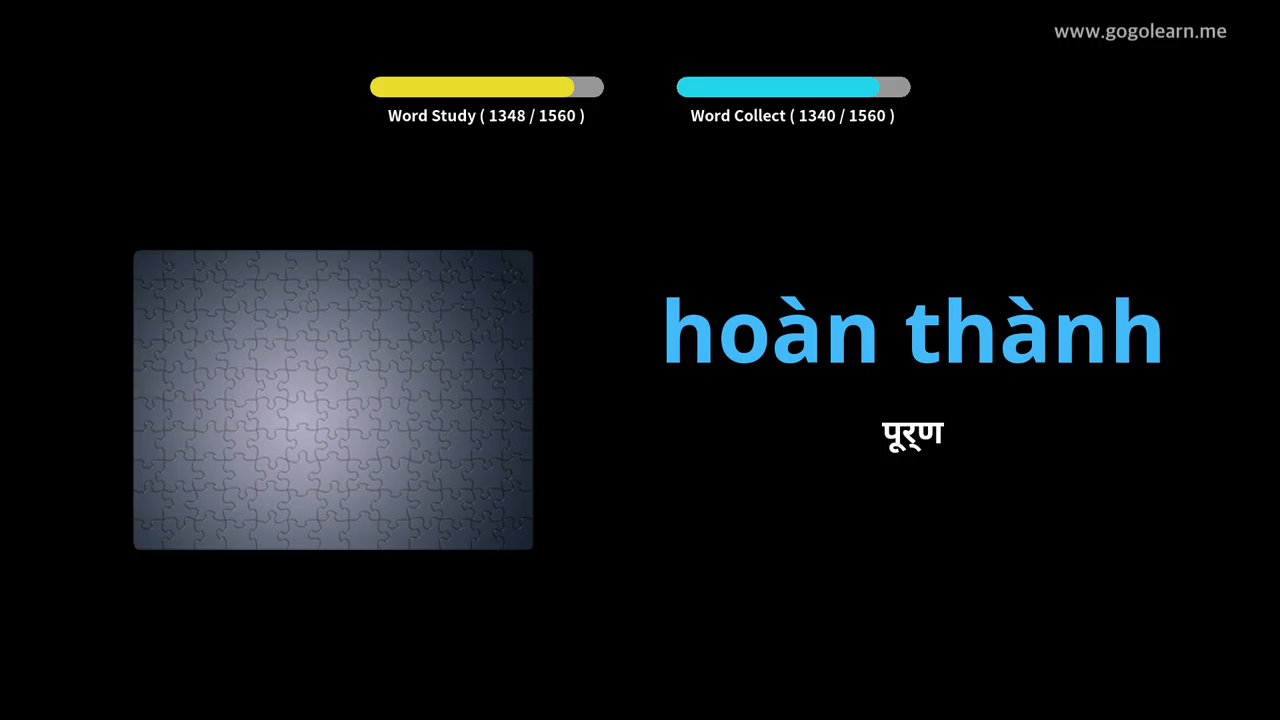 www.gogolearn.me
Word Study ( 1348 / 1560 )
Word Collect ( 1340 / 1560 )
hoàn thành
पूर्ण